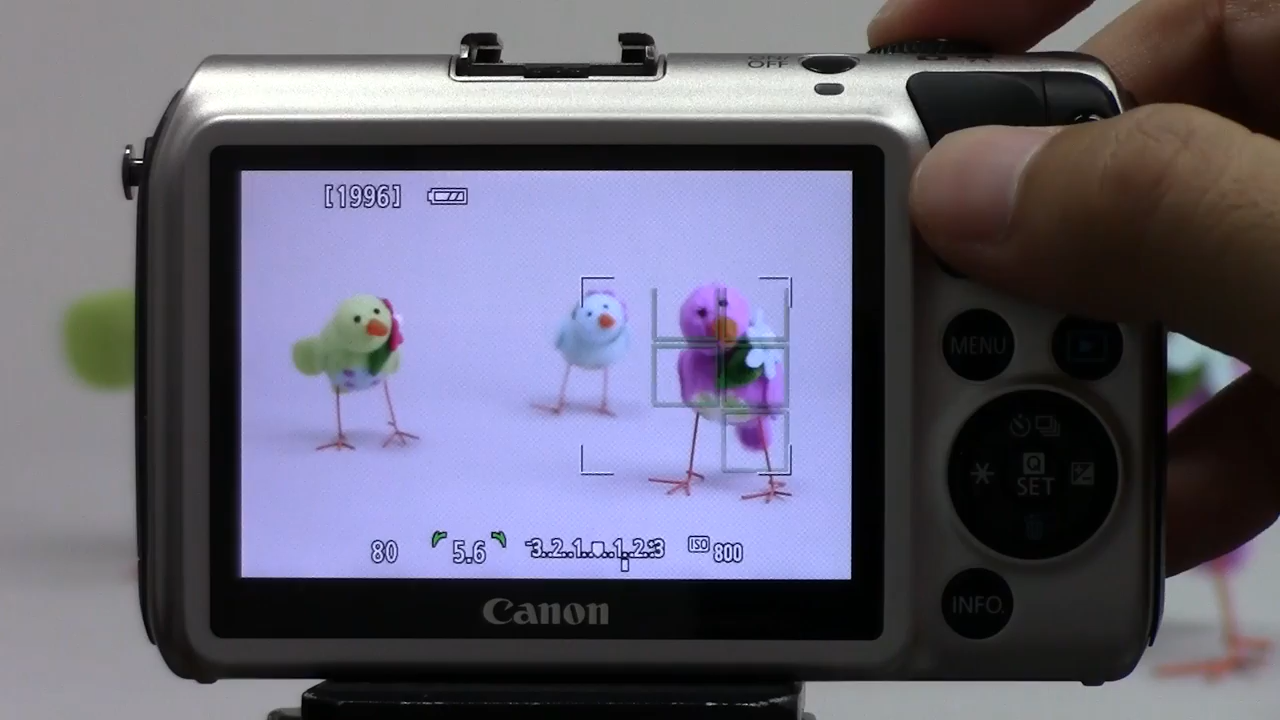 OFF
[1996]
MENU
Q
SET
80 5.6 -3..2..1..0..1..2..:3 ISO 800
INFO.
Canon